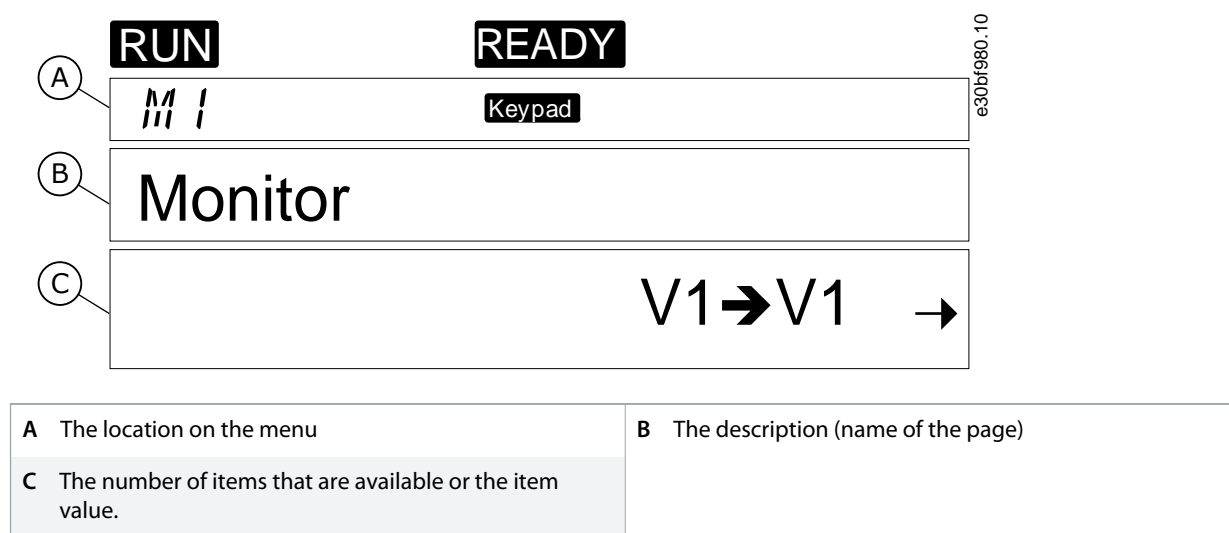 RUN READY
A M1 Keypad
e30bf980.10
B Monitor
C V1➔V1 →
A The location on the menu
B The description (name of the page)
C The number of items that are available or the item
value.